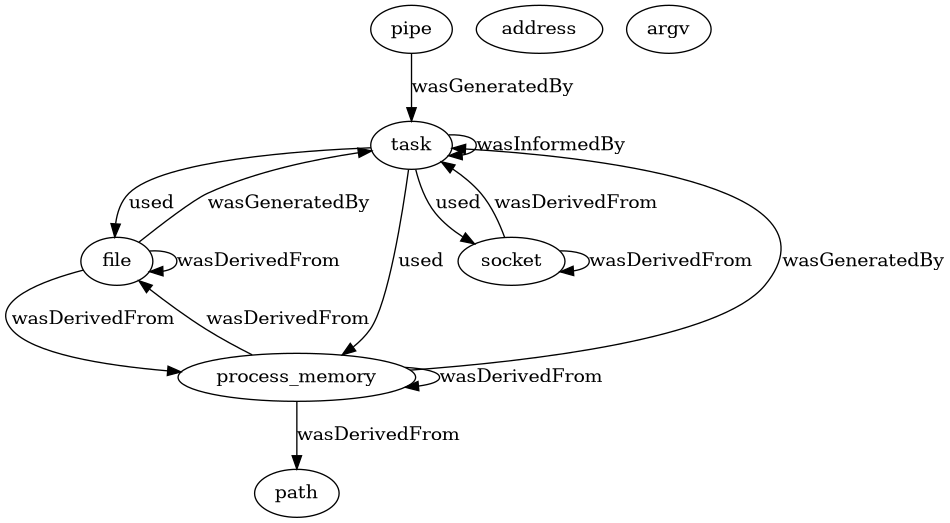 pipe address argv
wasGeneratedBy
task wasInformedBy
used wasGeneratedBy used wasDerivedFrom
file wasDerivedFrom used socket wasDerivedFrom wasGeneratedBy
wasDerivedFrom wasDerivedFrom
process_memory wasDerivedFrom
wasDerivedFrom
path